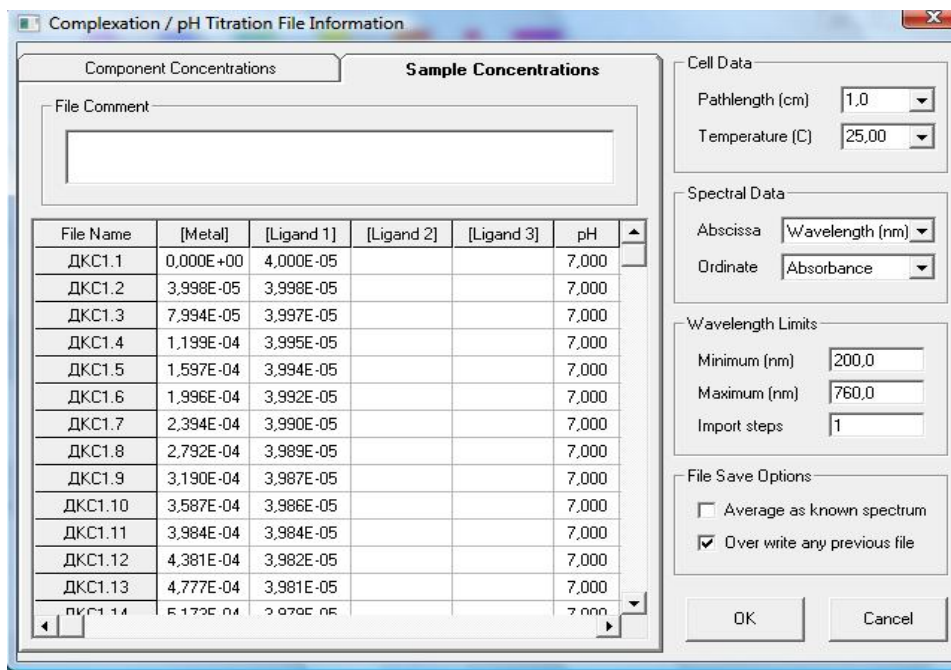 Complexation / pH Titration File Information
Component Concentrations
Sample Concentrations
File Comment
File Name [Metal] [Ligand 1] [Ligand 2] [Ligand 3] pH
ДКС1.1 0,000E+00 4,000E-05 7,000
ДКС1.2 3,998E-05 3,998E-05 7,000
ДКС1.3 7,994E-05 3,997E-05 7,000
ДКС1.4 1,199E-04 3,995E-05 7,000
ДКС1.5 1,597E-04 3,994E-05 7,000
ДКС1.6 1,996E-04 3,992E-05 7,000
ДКС1.7 2,394E-04 3,990E-05 7,000
ДКС1.8 2,792E-04 3,989E-05 7,000
ДКС1.9 3,190E-04 3,987E-05 7,000
ДКС1.10 3,587E-04 3,986E-05 7,000
ДКС1.11 3,984E-04 3,984E-05 7,000
ДКС1.12 4,381E-04 3,982E-05 7,000
ДКС1.13 4,777E-04 3,981E-05 7,000
ДКС1.14 5,173E-04 3,979E-05 7,000
Cell Data
Pathlength (cm) 1,0
Temperature (C) 25,00
Spectral Data
Abscissa Wavelength (nm)
Ordinate Absorbance
Wavelength Limits
Minimum (nm) 200,0
Maximum (nm) 760,0
Import steps 1
File Save Options
Average as known spectrum
Over write any previous file
OK Cancel